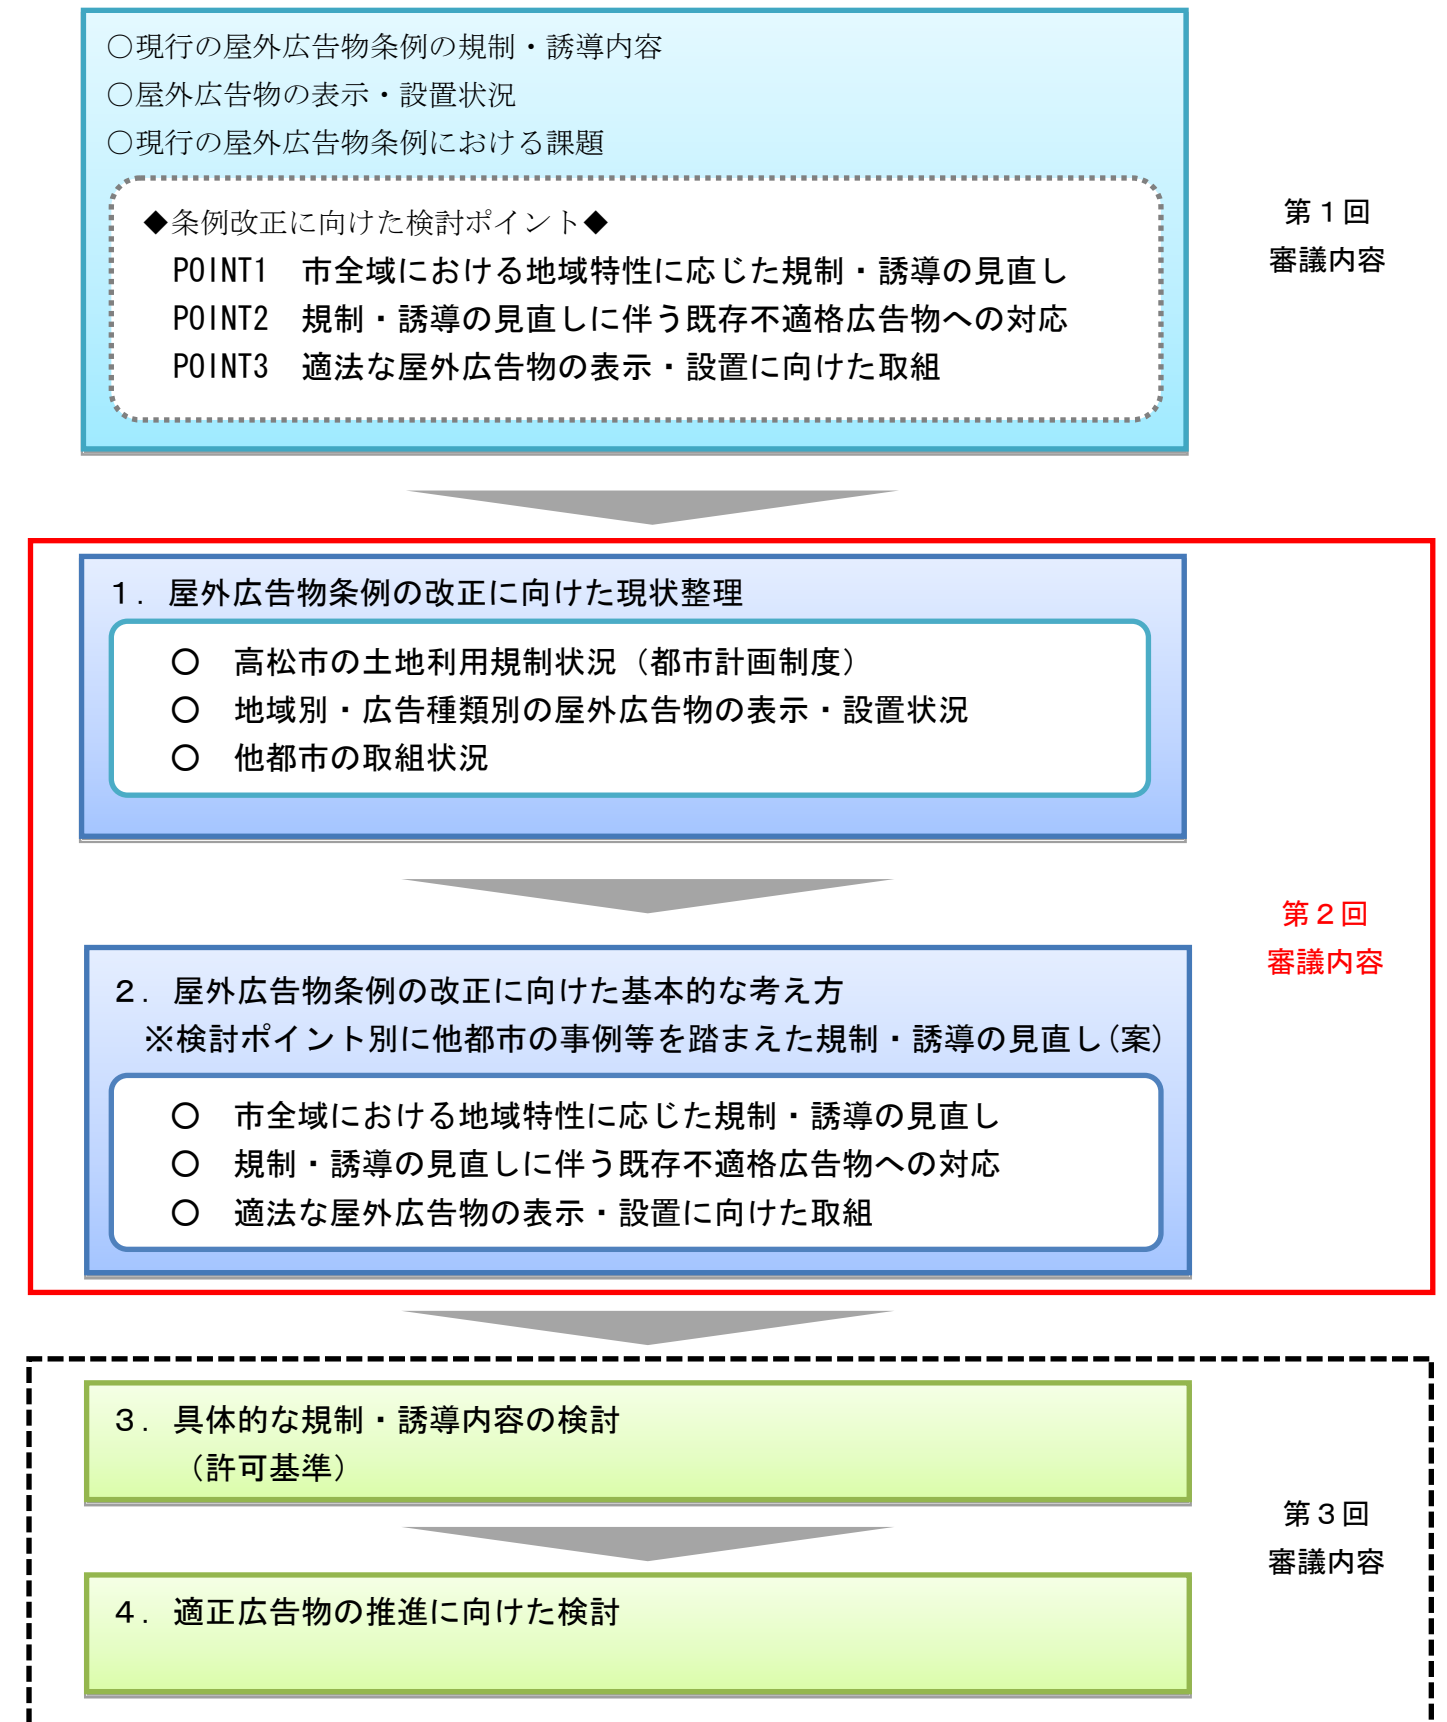 ○現行の屋外広告物条例の規制・誘導内容
○屋外広告物の表示・設置状況
○現行の屋外広告物条例における課題
◆条例改正に向けた検討ポイント◆
POINT1　市全域における地域特性に応じた規制・誘導の見直し
POINT2　規制・誘導の見直しに伴う既存不適格広告物への対応
POINT3　適法な屋外広告物の表示・設置に向けた取組
第１回
審議内容
１．屋外広告物条例の改正に向けた現状整理
○　高松市の土地利用規制状況（都市計画制度）
○　地域別・広告種類別の屋外広告物の表示・設置状況
○　他都市の取組状況
第２回
審議内容
２．屋外広告物条例の改正に向けた基本的な考え方
※検討ポイント別に他都市の事例等を踏まえた規制・誘導の見直し(案)
○　市全域における地域特性に応じた規制・誘導の見直し
○　規制・誘導の見直しに伴う既存不適格広告物への対応
○　適法な屋外広告物の表示・設置に向けた取組
３．具体的な規制・誘導内容の検討
（許可基準）
第３回
審議内容
４．適正広告物の推進に向けた検討